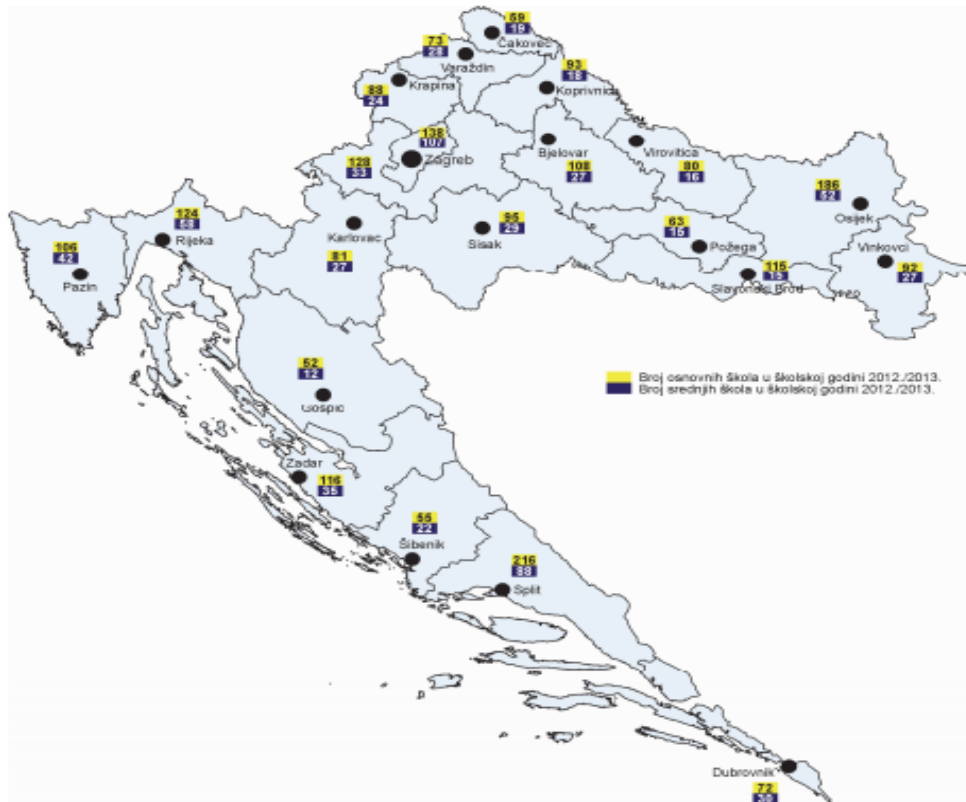 59
19
Čakovec
73
28
Varaždin
93
18
Koprivnica
88
24
Krapina
138
107
Zagreb
128
33
Bjelovar
108
27
Virovitica
80
16
186
52
Osijek
124
58
Rijeka
106
42
Pazin
Karlovac
81
27
95
29
Sisak
63
15
Požega
Vinkovci
92
27
115
15
Slavonski Brod
52
12
Gospić
Broj osnovnih škola u školskoj godini 2012./2013.
Broj srednjih škola u školskoj godini 2012./2013.
Zadar
116
35
55
22
Šibenik
216
88
Split
Dubrovnik
72